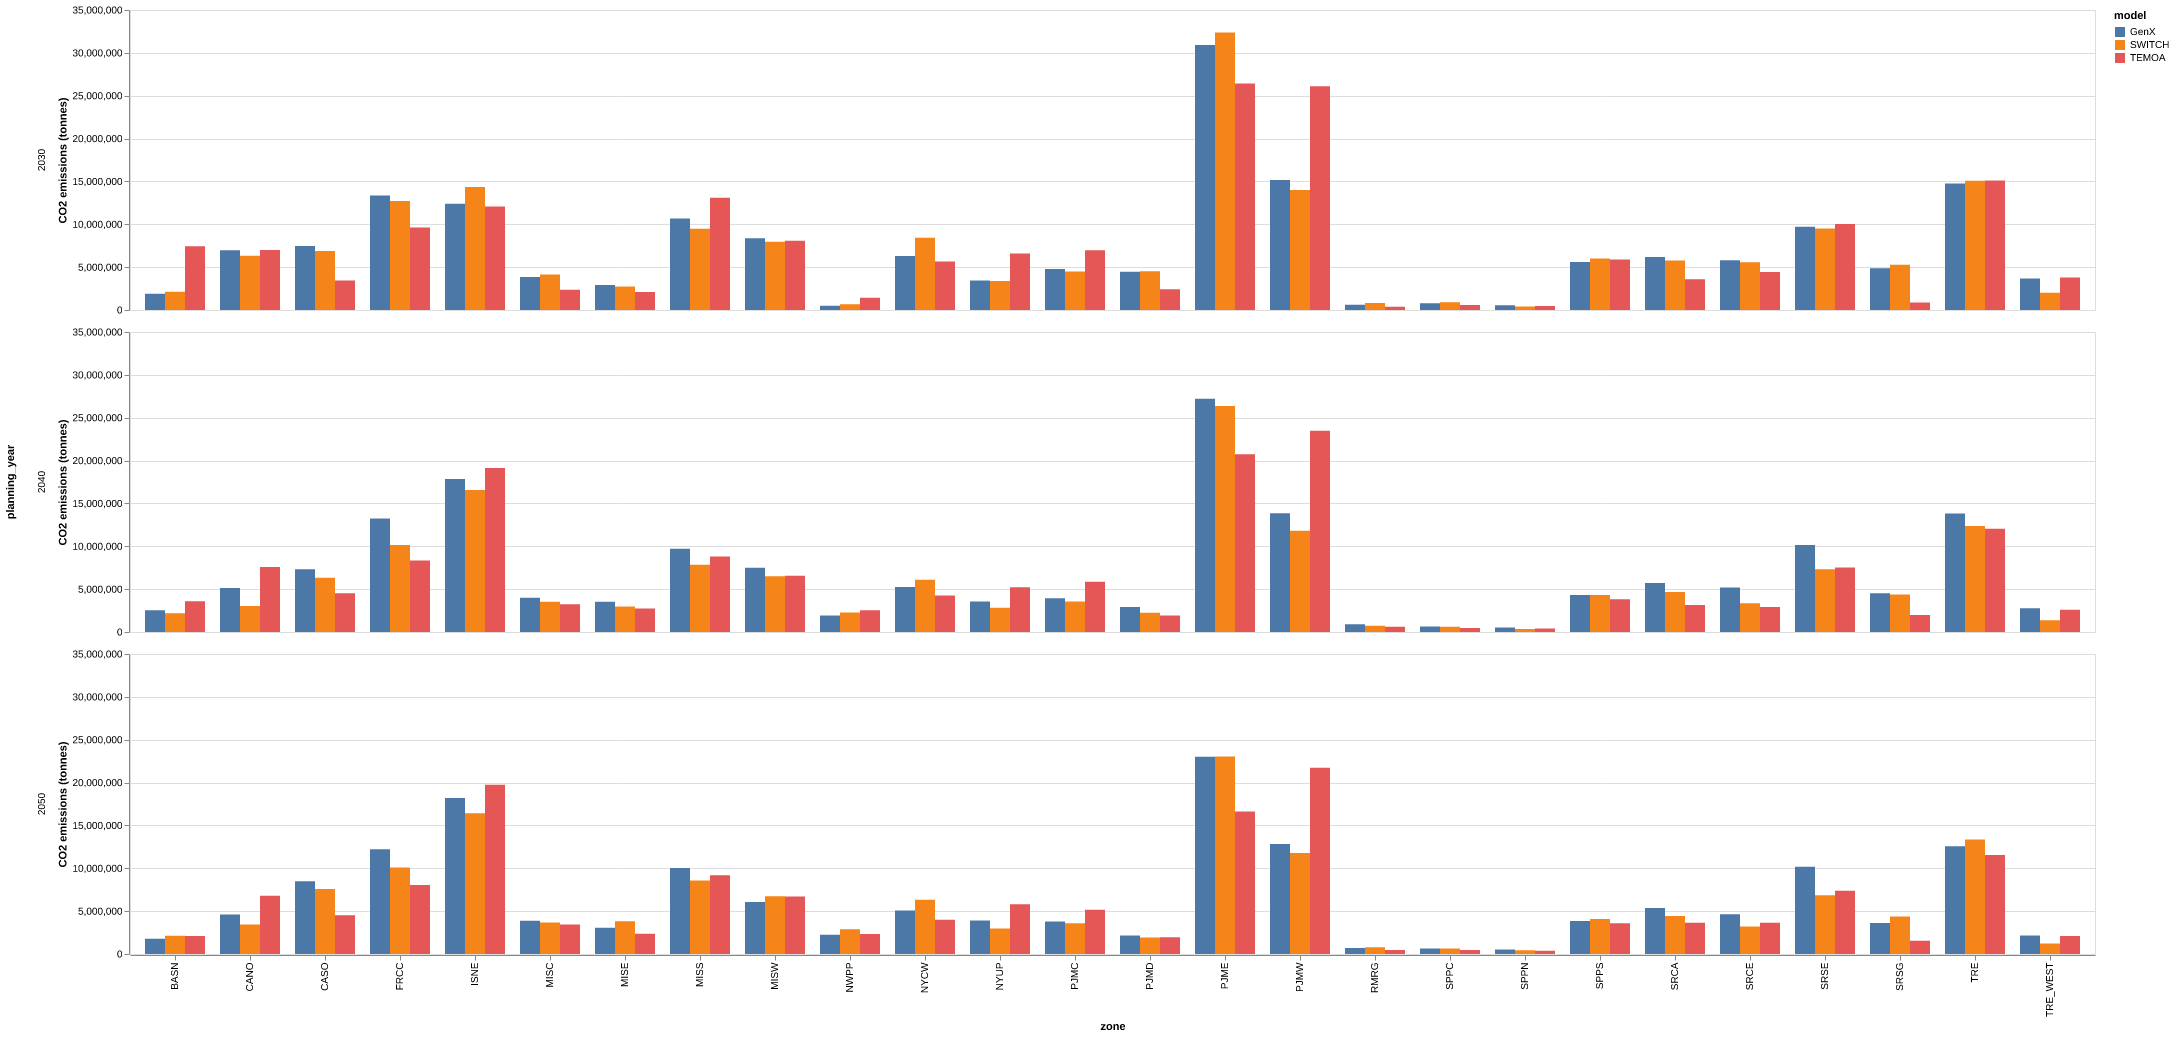 model
GenX
SWITCH
TEMOA
planning_year
2030
CO2 emissions (tonnes)
35,000,000
30,000,000
25,000,000
20,000,000
15,000,000
10,000,000
5,000,000
0
2040
CO2 emissions (tonnes)
35,000,000
30,000,000
25,000,000
20,000,000
15,000,000
10,000,000
5,000,000
0
2050
CO2 emissions (tonnes)
35,000,000
30,000,000
25,000,000
20,000,000
15,000,000
10,000,000
5,000,000
0
BASN
CANO
CASO
FRCC
ISNE
MISC
MISE
MISS
MISW
NWPP
NYCW
NYUP
PJMC
PJMD
PJME
PJMW
RMRG
SPPC
SPPN
SPPS
SRCA
SRCE
SRSE
SRSG
TRE
TRE_WEST
zone